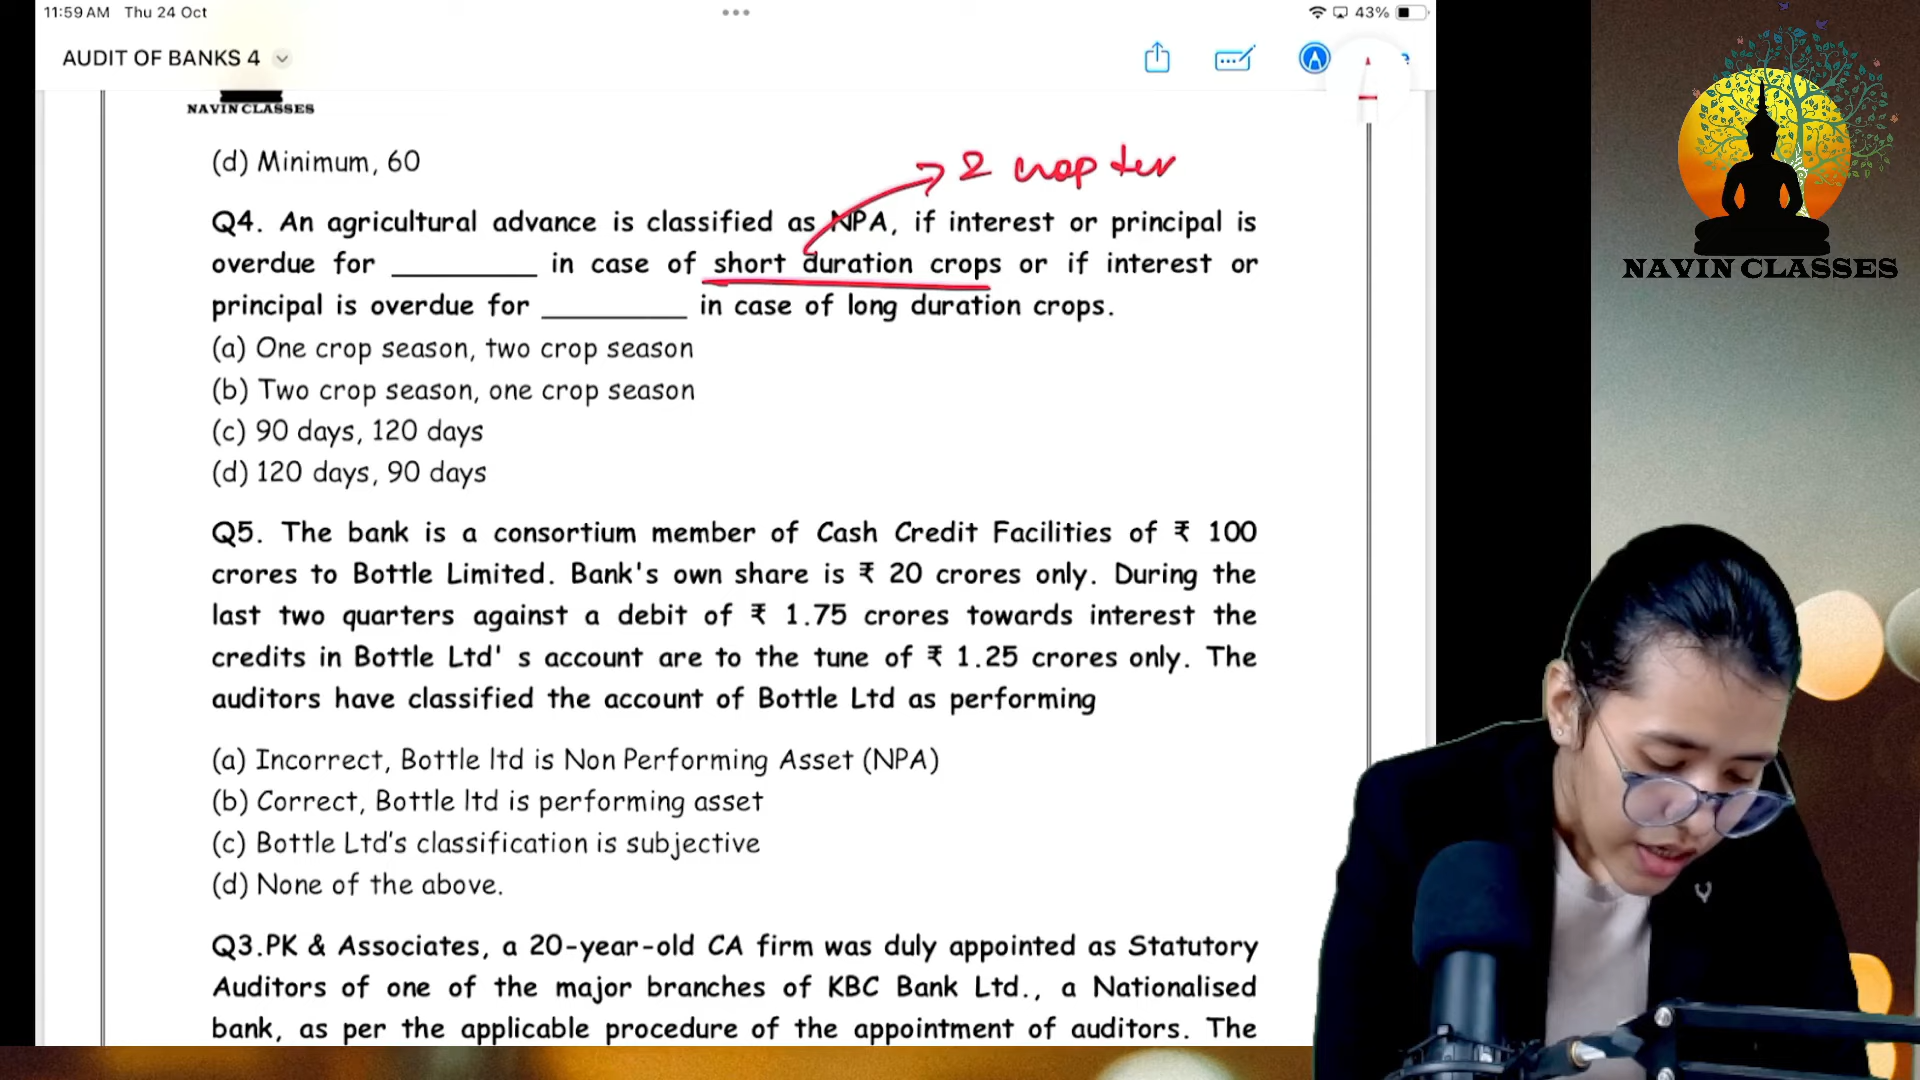 11:59 AM Thu 24 Oct
43%
AUDIT OF BANKS 4
NAVIN CLASSES
(d) Minimum, 60
2 crop ter
Q4. An agricultural advance is classified as NPA, if interest or principal is
overdue for __________ in case of short duration crops or if interest or
principal is overdue for __________ in case of long duration crops.
(a) One crop season, two crop season
(b) Two crop season, one crop season
(c) 90 days, 120 days
(d) 120 days, 90 days
Q5. The bank is a consortium member of Cash Credit Facilities of ₹ 100
crores to Bottle Limited. Bank's own share is ₹ 20 crores only. During the
last two quarters against a debit of ₹ 1.75 crores towards interest the
credits in Bottle Ltd' s account are to the tune of ₹ 1.25 crores only. The
auditors have classified the account of Bottle Ltd as performing
(a) Incorrect, Bottle ltd is Non Performing Asset (NPA)
(b) Correct, Bottle ltd is performing asset
(c) Bottle Ltd's classification is subjective
(d) None of the above.
Q3.PK & Associates, a 20-year-old CA firm was duly appointed as Statutory
Auditors of one of the major branches of KBC Bank Ltd., a Nationalised
bank, as per the applicable procedure of the appointment of auditors. The
NAVIN CLASSES